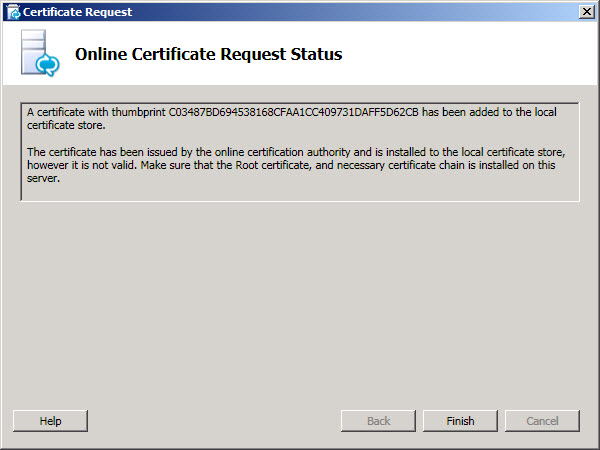 Certificate Request
Online Certificate Request Status
A certificate with thumbprint C03487BD694538168CFAA1CC409731DAFF5D62CB has been added to the local
certificate store.
The certificate has been issued by the online certification authority and is installed to the local certificate store,
however it is not valid. Make sure that the Root certificate, and necessary certificate chain is installed on this
server.
Help
Back
Finish
Cancel